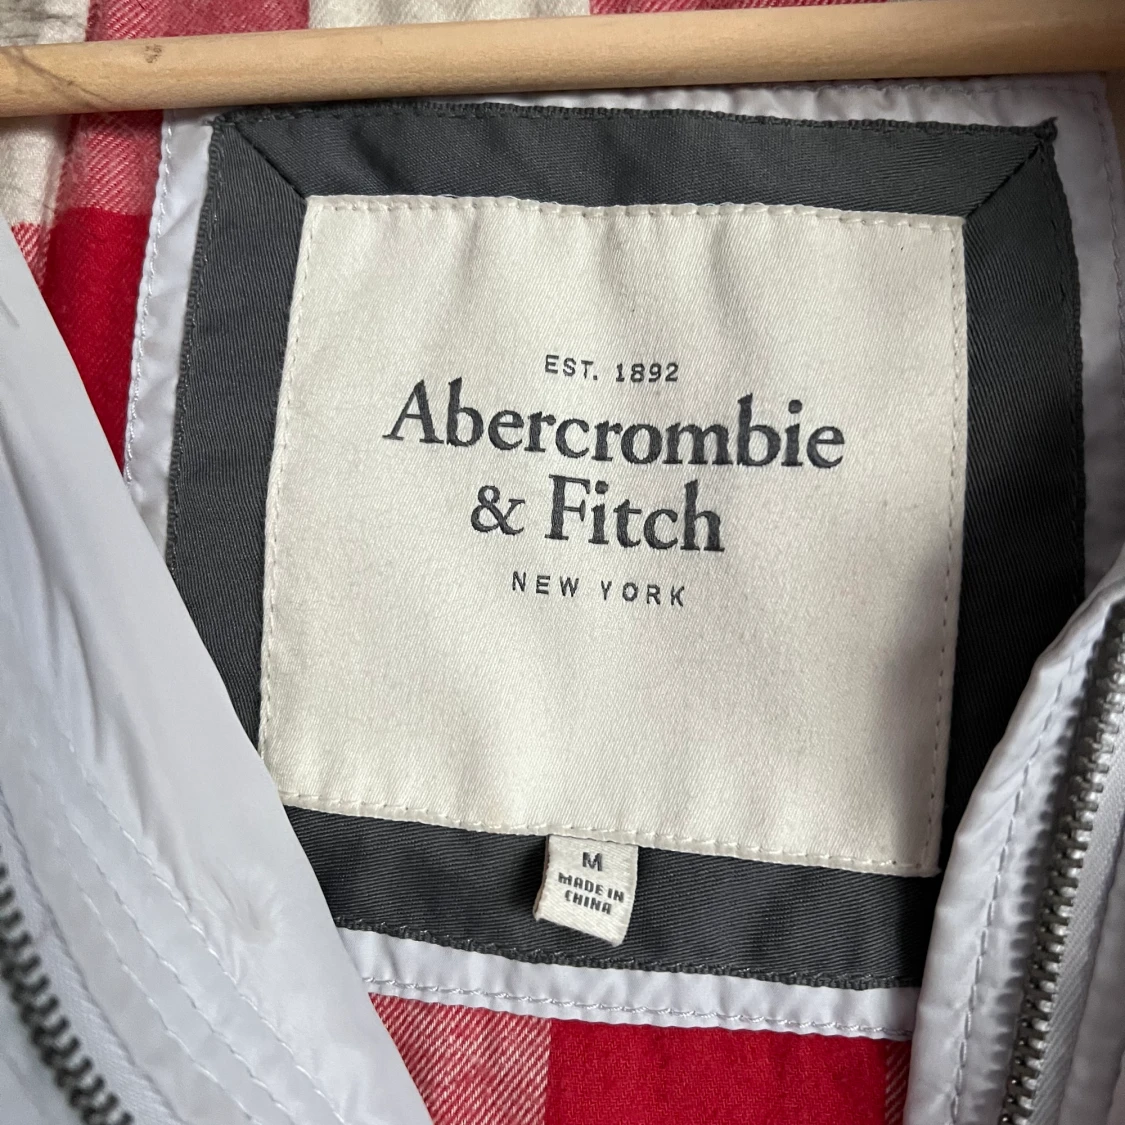 EST. 1892
Abercrombie
& Fitch
NEW YORK
M
MADE IN
CHINA